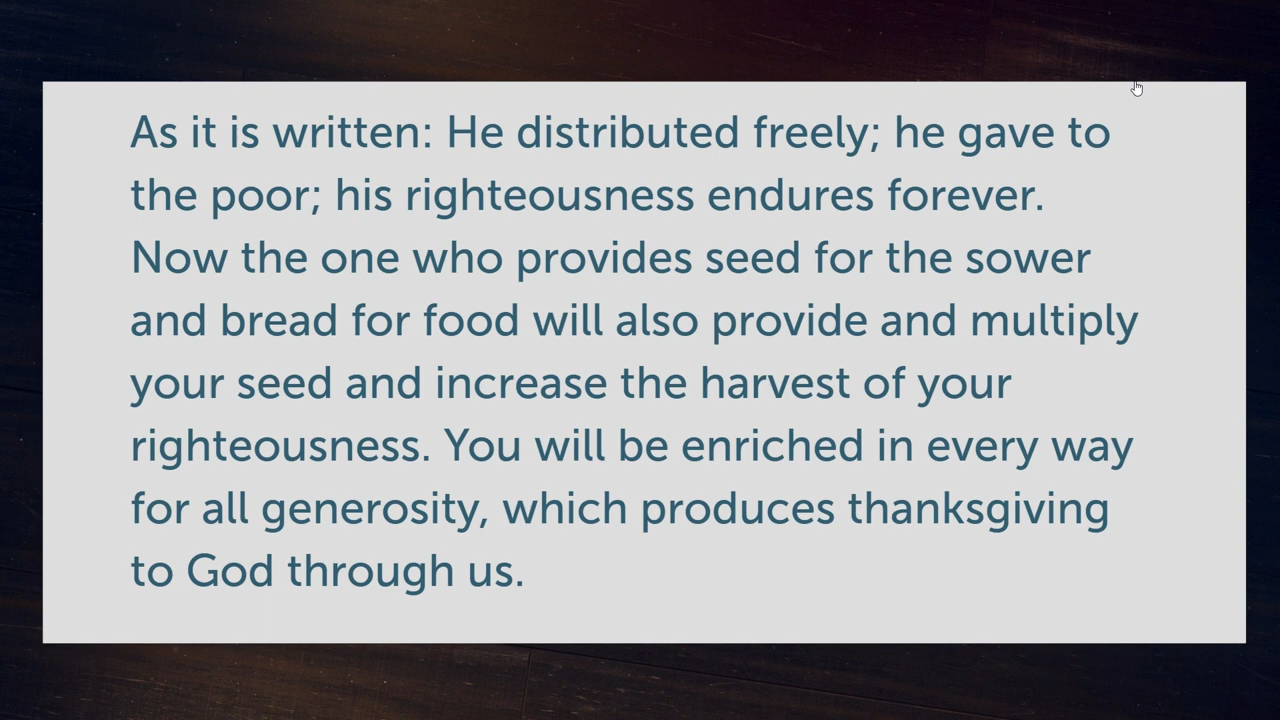 As it is written: He distributed freely; he gave to
the poor; his righteousness endures forever.
Now the one who provides seed for the sower
and bread for food will also provide and multiply
your seed and increase the harvest of your
righteousness. You will be enriched in every way
for all generosity, which produces thanksgiving
to God through us.